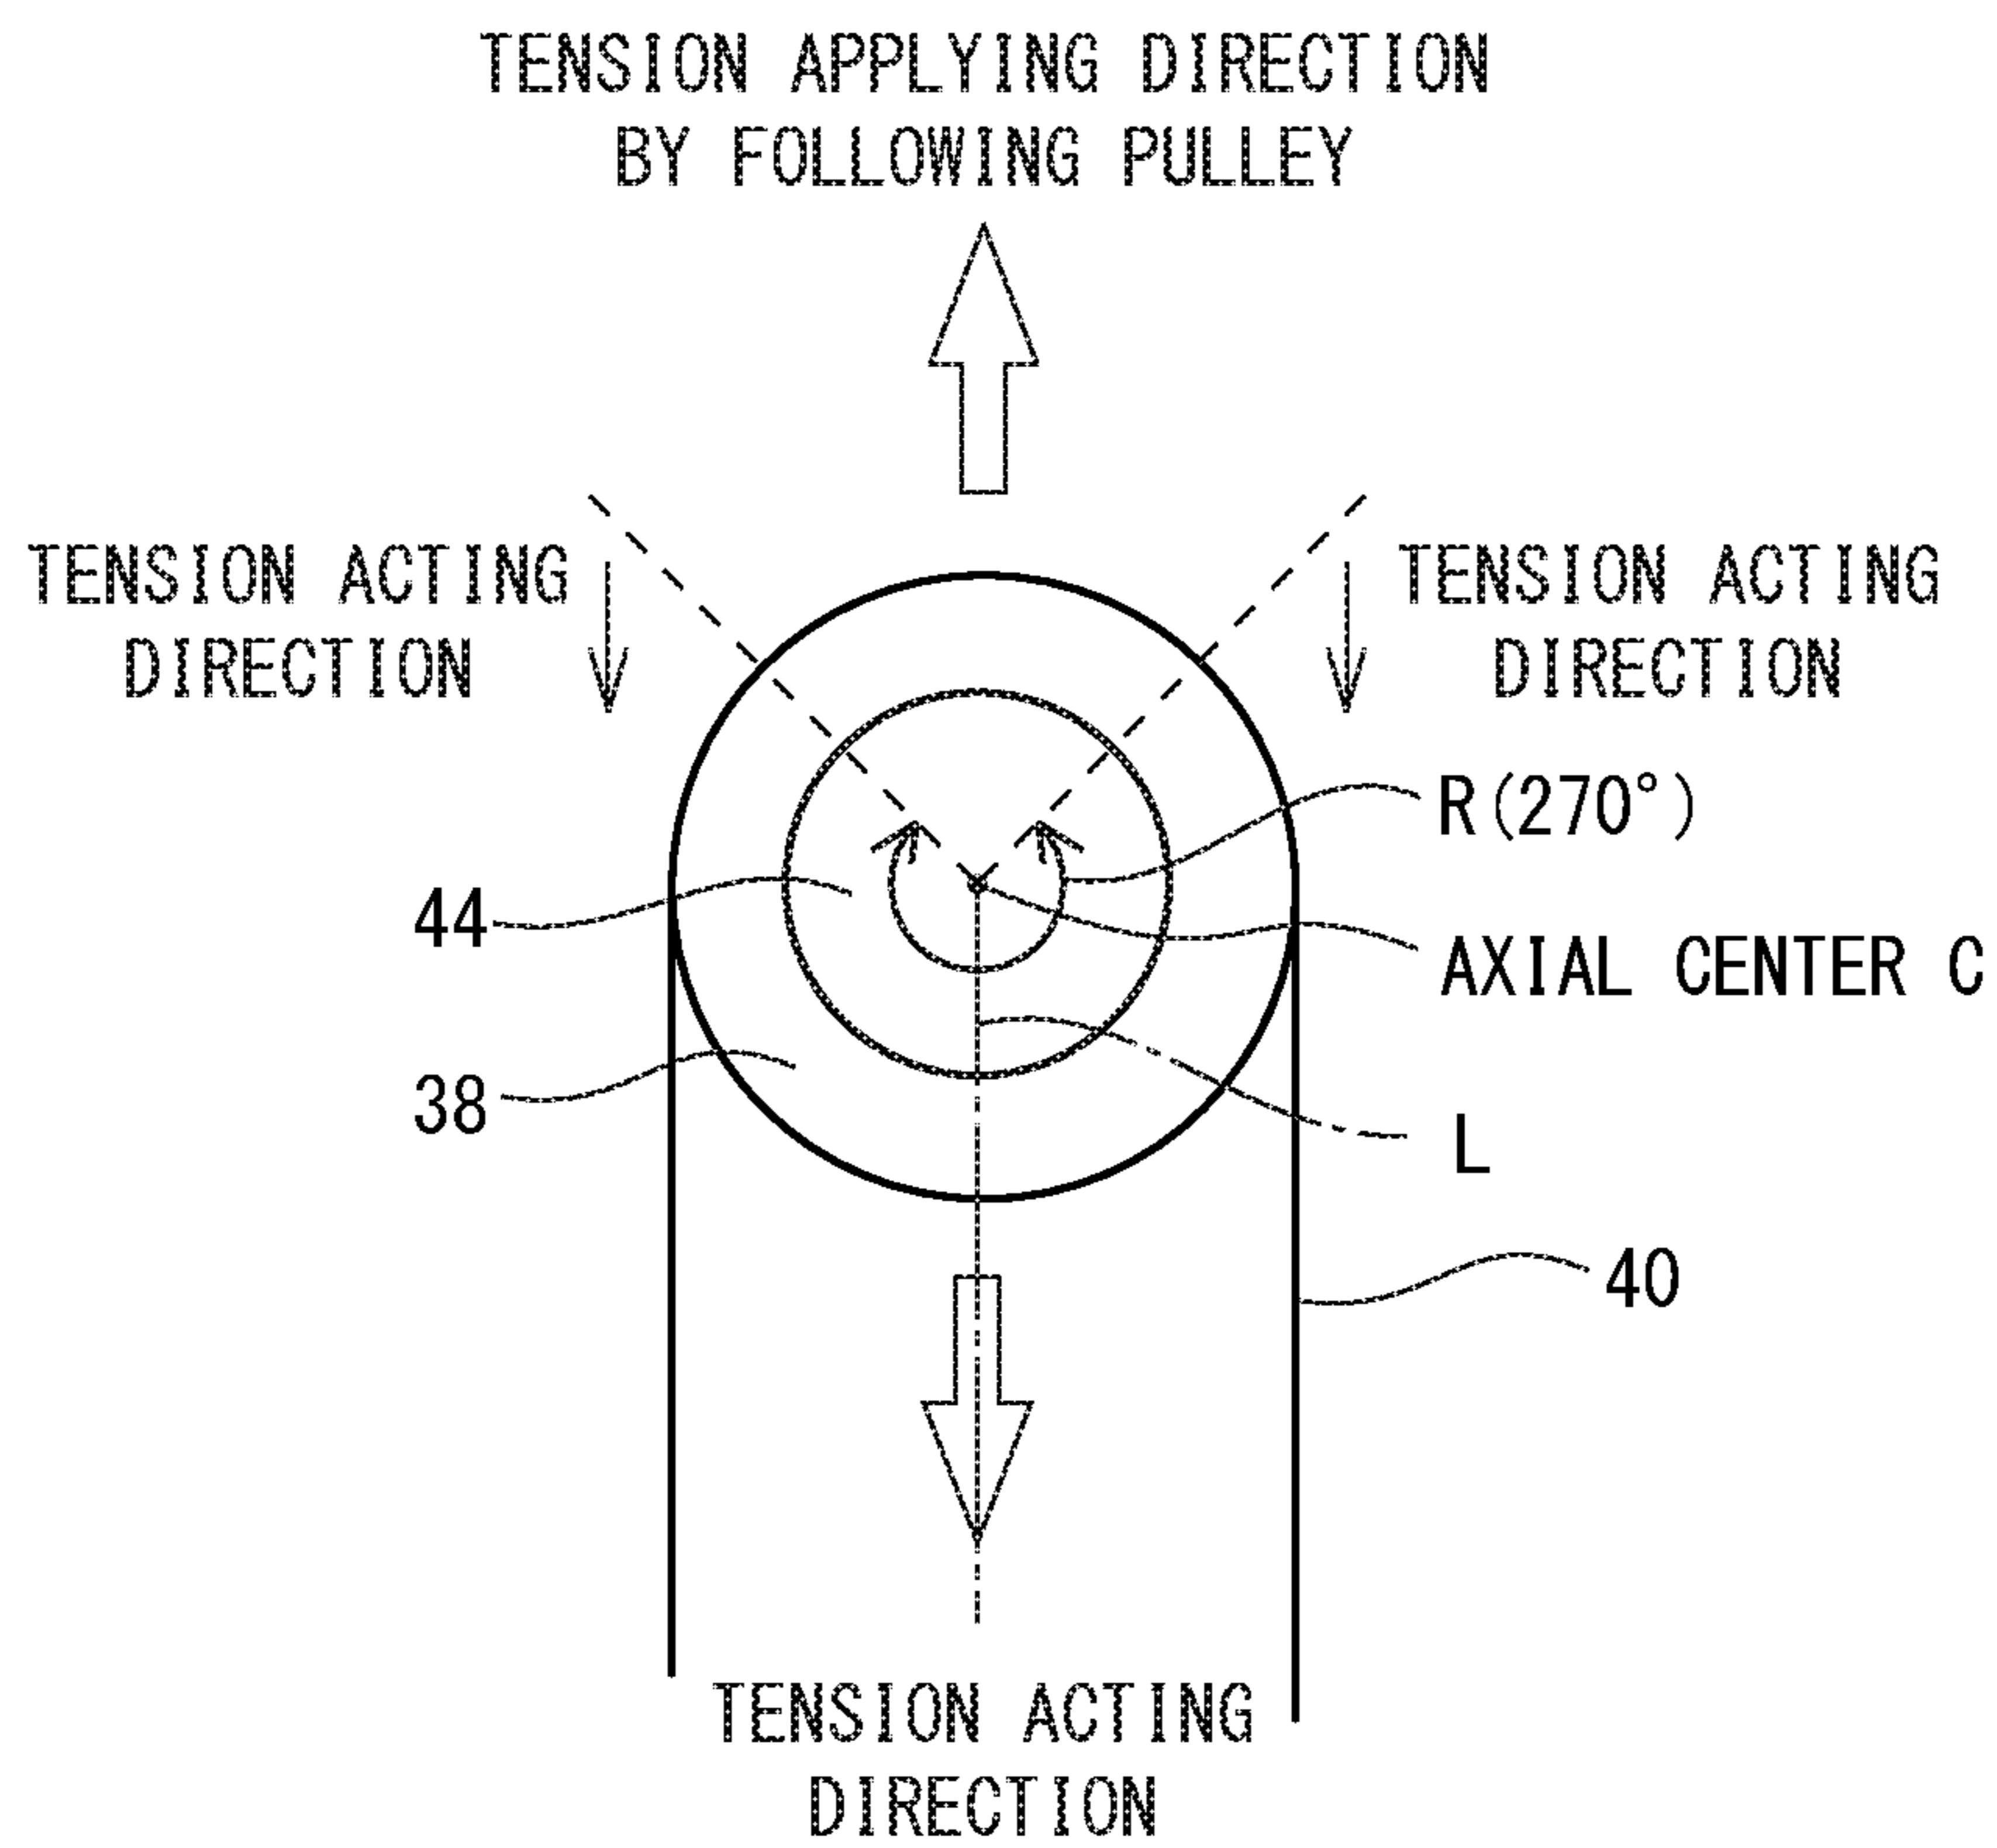 TENSION APPLYING DIRECTION
BY FOLLOWING PULLEY
TENSION ACTING
DIRECTION
TENSION ACTING
DIRECTION
R(270°)
44
AXIAL CENTER C
38
L
40
TENSION ACTING
DIRECTION